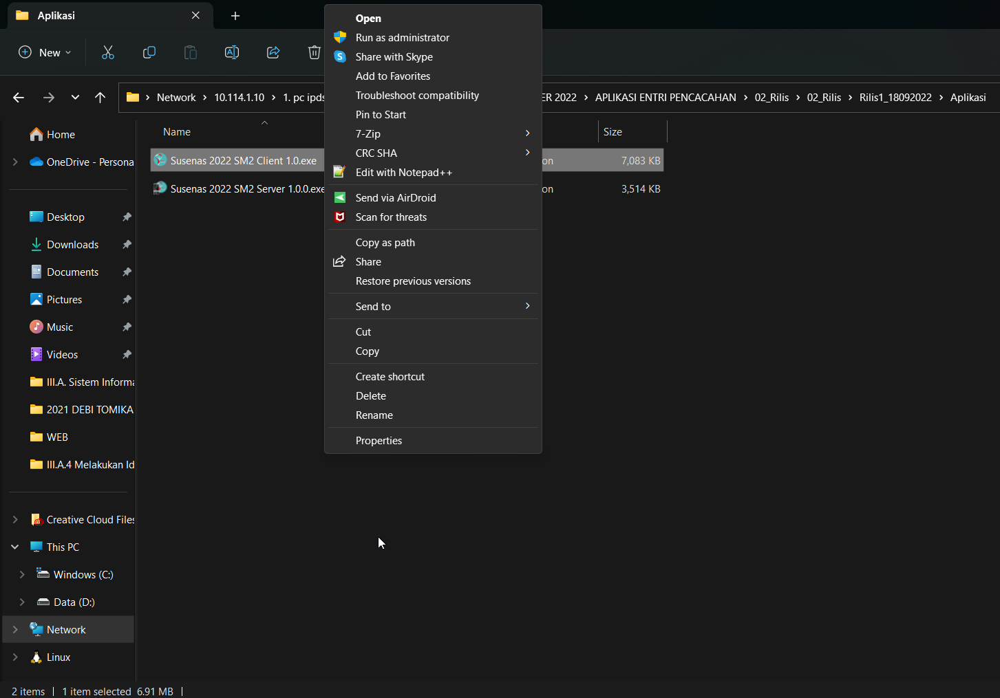 Aplikasi
New
Network > 10.114.1.10 > 1. pc ipds
ER 2022 > APLIKASI ENTRI PENCACAHAN > 02_Rilis > 02_Rilis > Rilis1_18092022 > Aplikasi
Home
OneDrive - Persona
Desktop
Downloads
Documents
Pictures
Music
Videos
III.A. Sistem Informa
2021 DEBI TOMIKA
WEB
III.A.4 Melakukan Id
Creative Cloud Files
This PC
Windows (C:)
Data (D:)
Network
Linux
Name
Size
Susenas 2022 SM2 Client 1.0.exe
on
7,083 KB
Susenas 2022 SM2 Server 1.0.0.exe
on
3,514 KB
Open
Run as administrator
Share with Skype
Add to Favorites
Troubleshoot compatibility
Pin to Start
7-Zip
CRC SHA
Edit with Notepad++
Send via AirDroid
Scan for threats
Copy as path
Share
Restore previous versions
Send to
Cut
Copy
Create shortcut
Delete
Rename
Properties
2 items | 1 item selected 6.91 MB |